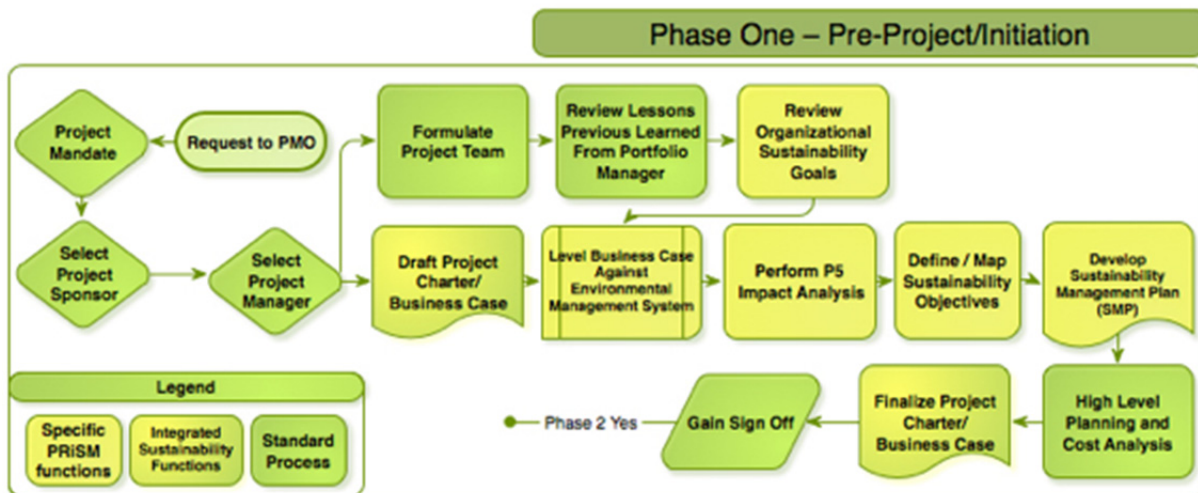 Phase One – Pre-Project/Initiation
Project
Mandate
Request to PMO
Formulate
Project Team
Review Lessons
Previous Learned
From Portfolio
Manager
Review
Organizational
Sustainability
Goals
Select
Project
Sponsor
Select
Project
Manager
Draft Project
Charter/
Business Case
Level Business Case
Against
Environmental
Management System
Perform P5
Impact Analysis
Define / Map
Sustainability
Objectives
Develop
Sustainability
Management Plan
(SMP)
High Level
Planning and
Cost Analysis
Finalize Project
Charter/
Business Case
Gain Sign Off
Phase 2 Yes
Legend
Specific
PRiSM
functions
Integrated
Sustainability
Functions
Standard
Process